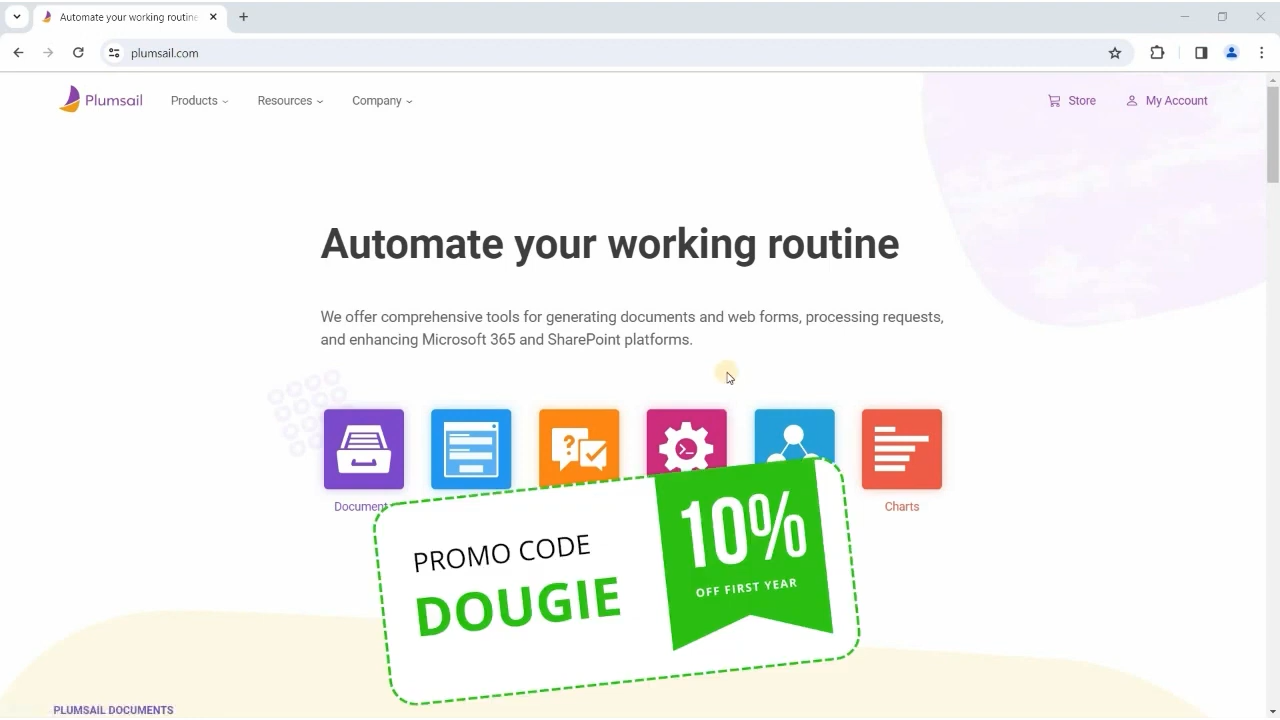 Automate your working routine
plumsail.com
Plumsail
Products
Resources
Company
Store
My Account
Automate your working routine
We offer comprehensive tools for generating documents and web forms, processing requests,
and enhancing Microsoft 365 and SharePoint platforms.
Document
Charts
PROMO CODE
DOUGIE
10%
OFF FIRST YEAR
PLUMSAIL DOCUMENTS